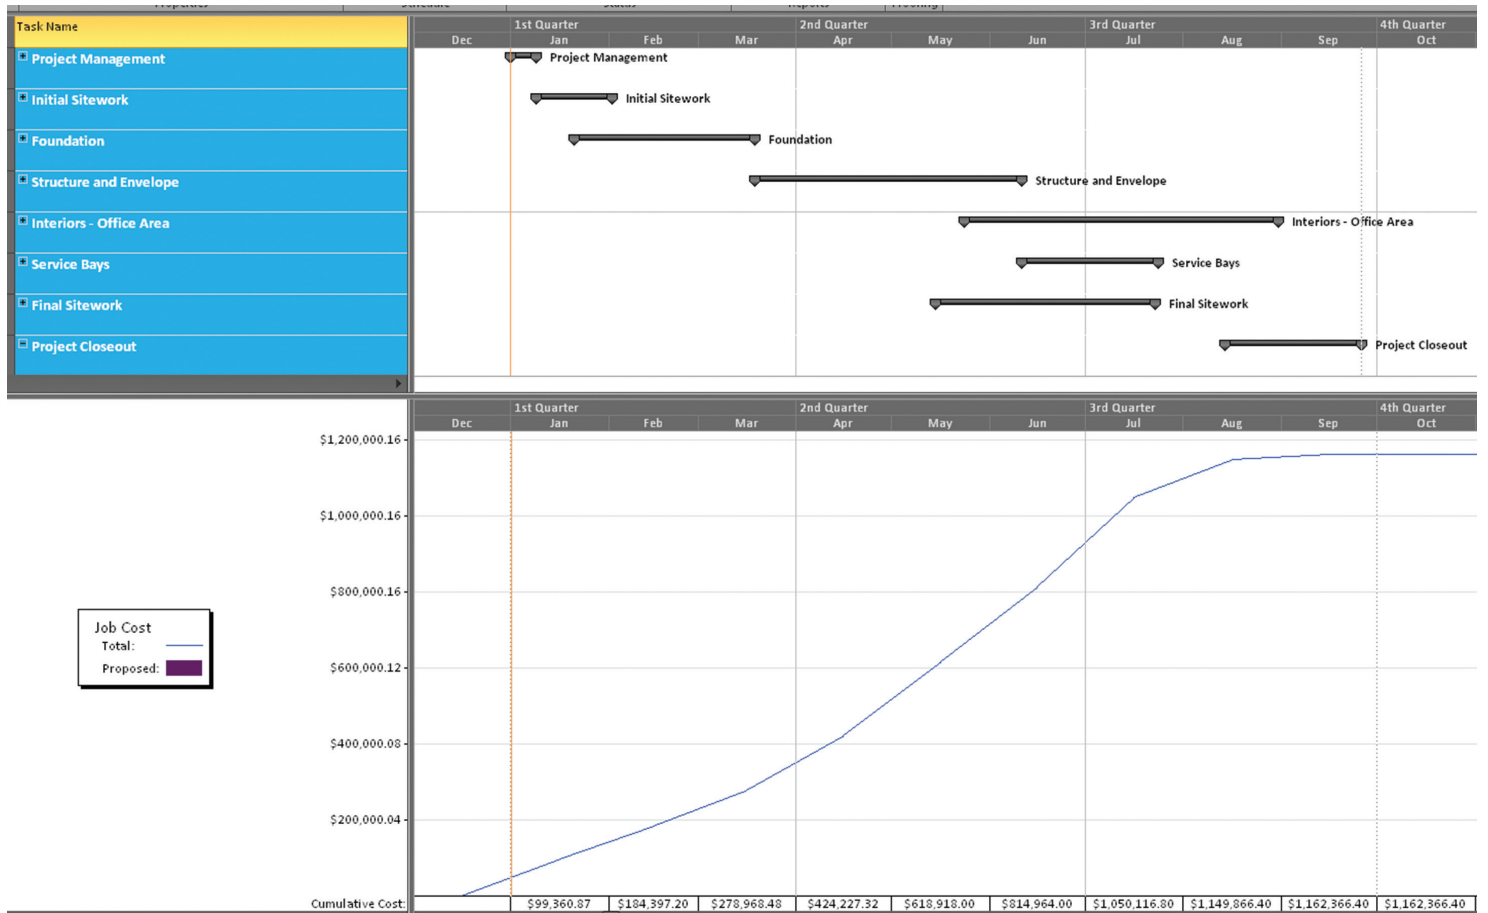 Properties Schedule Status Reports Proofing
Task Name
1st Quarter 2nd Quarter 3rd Quarter 4th Quarter
Dec Jan Feb Mar Apr May Jun Jul Aug Sep Oct
Project Management Project Management
Initial Sitework Initial Sitework
Foundation Foundation
Structure and Envelope Structure and Envelope
Interiors - Office Area Interiors - Office Area
Service Bays Service Bays
Final Sitework Final Sitework
Project Closeout Project Closeout
1st Quarter 2nd Quarter 3rd Quarter 4th Quarter
Dec Jan Feb Mar Apr May Jun Jul Aug Sep Oct
$1,200,000.16
$1,000,000.16
$800,000.16
Job Cost
Total:
Proposed:
$600,000.12
$400,000.08
$200,000.04
Cumulative Cost: $99,360.87 $184,397.20 $278,968.48 $424,227.32 $618,918.00 $814,964.00 $1,050,116.80 $1,149,866.40 $1,162,366.40 $1,162,366.40